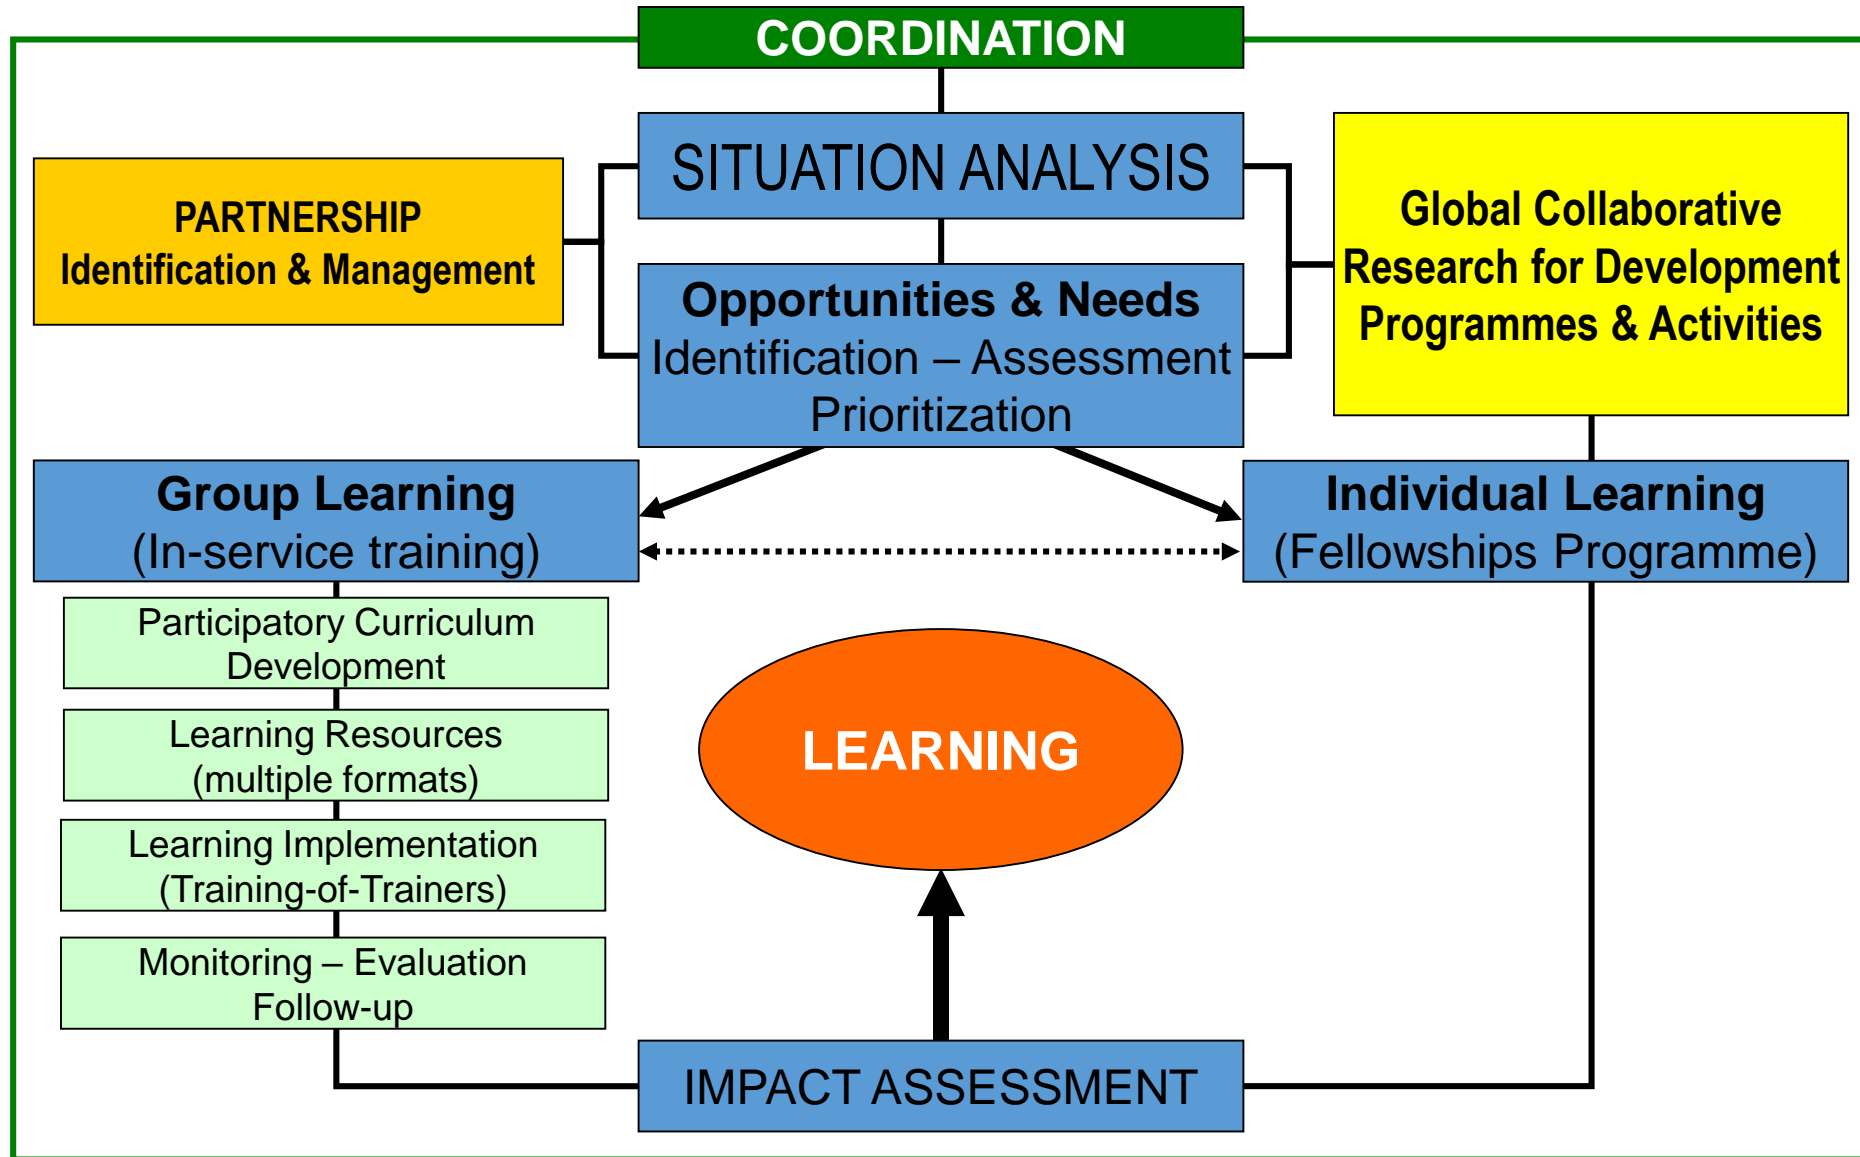 COORDINATION
SITUATION ANALYSIS
PARTNERSHIP
Identification & Management
Global Collaborative
Research for Development
Programmes & Activities
Opportunities & Needs
Identification – Assessment
Prioritization
Group Learning
(In-service training)
Individual Learning
(Fellowships Programme)
Participatory Curriculum
Development
Learning Resources
(multiple formats)
Learning Implementation
(Training-of-Trainers)
Monitoring – Evaluation
Follow-up
LEARNING
IMPACT ASSESSMENT